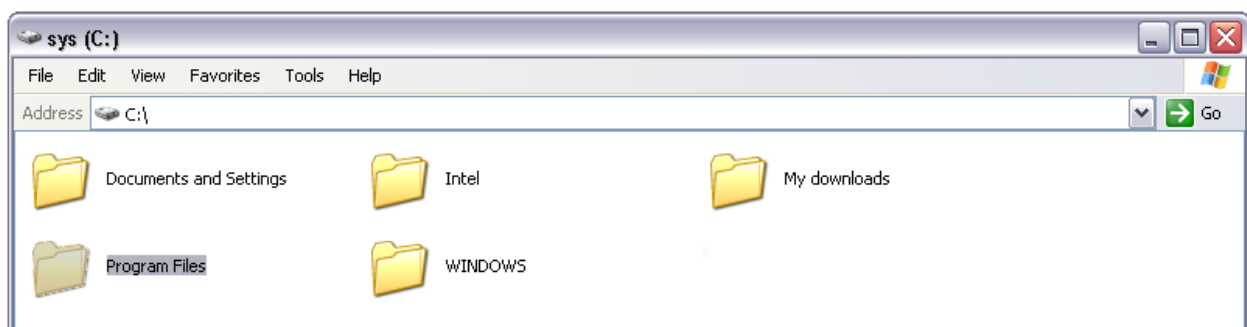 sys (C:)
File Edit View Favorites Tools Help
Address C:\ Go
Documents and Settings Intel My downloads
Program Files WINDOWS